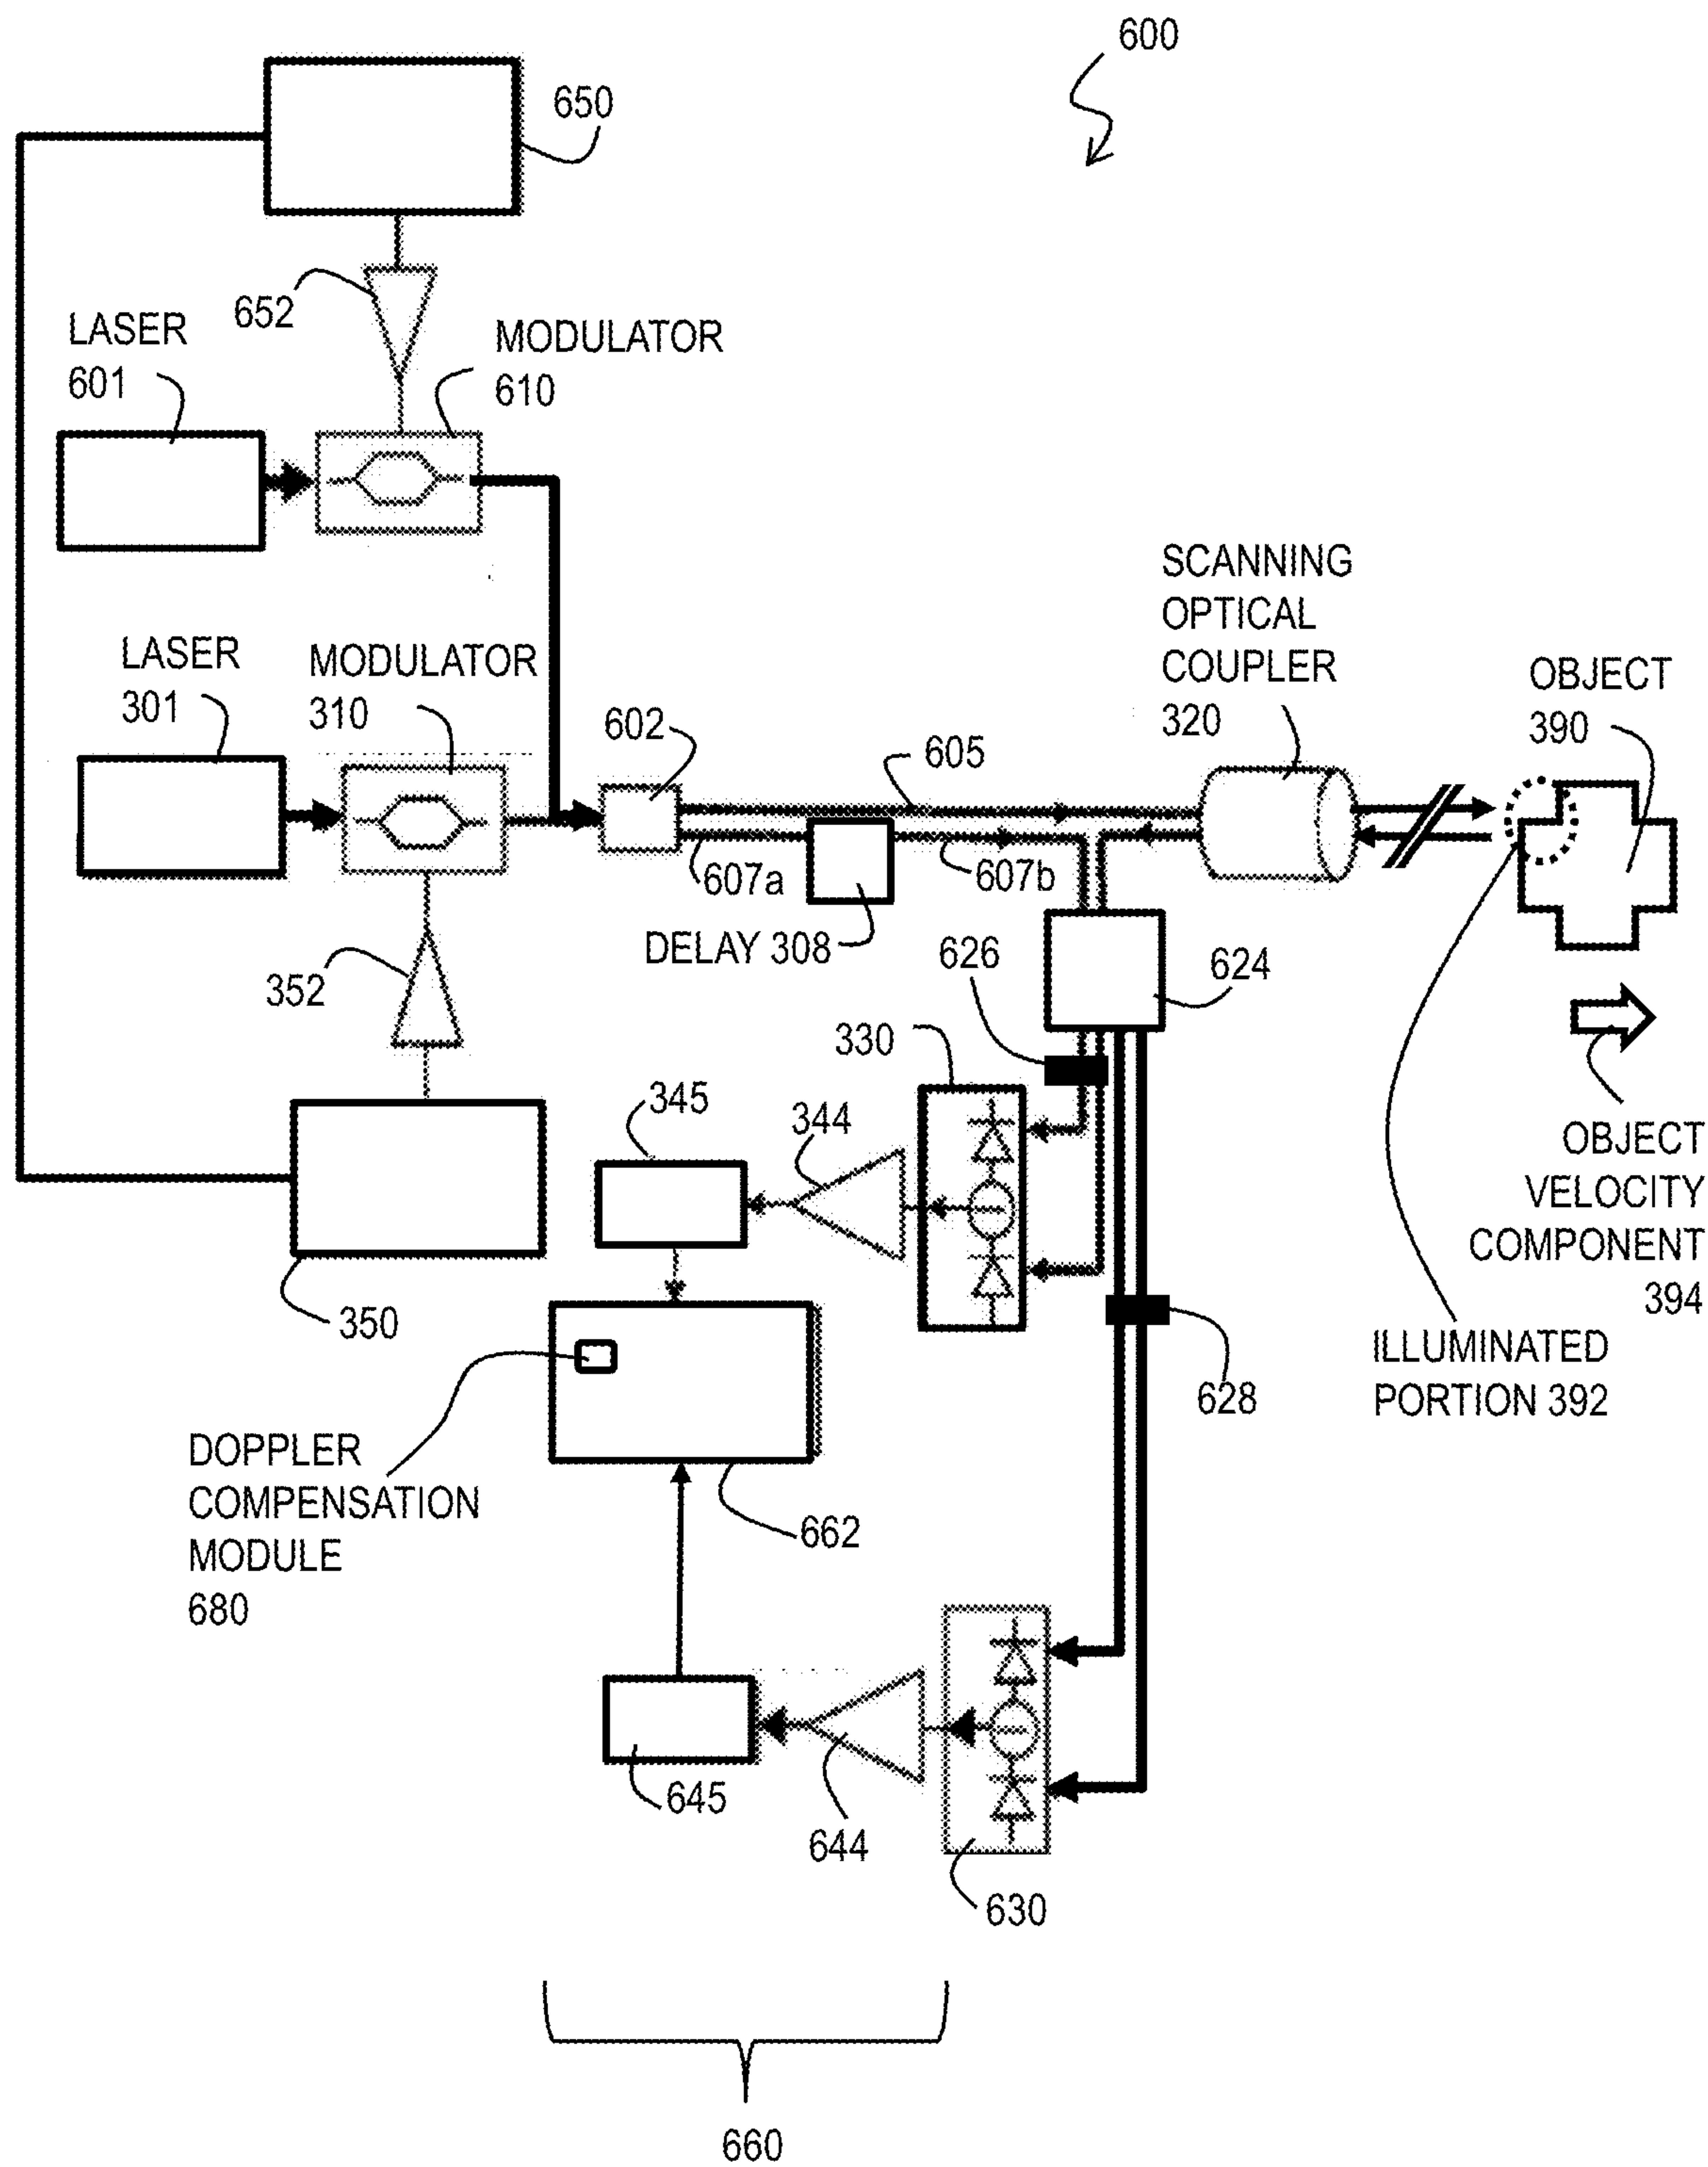 600
650
652
LASER
601
MODULATOR
610
SCANNING
OPTICAL
COUPLER
320
LASER
301
MODULATOR
310
602
605
OBJECT
390
607a
607b
DELAY 308
352
626
624
330
345
344
OBJECT
VELOCITY
COMPONENT
394
350
ILLUMINATED
PORTION 392
628
DOPPLER
COMPENSATION
MODULE
680
662
645
644
630
660